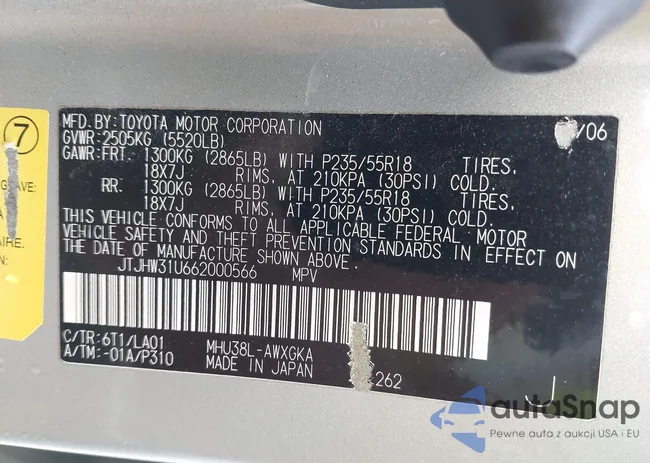 7
GRAVE:
AIRE.
N:
MFD. BY: TOYOTA MOTOR CORPORATION /06
GVWR: 2505KG (5520LB)
GAWR: FRT. 1300KG (2865LB) WITH P235/55R18 TIRES.
18X7J RIMS, AT 210KPA (30PSI) COLD.
RR. 1300KG (2865LB) WITH P235/55R18 TIRES,
18X7J RIMS, AT 210KPA (30PSI) COLD.
THIS VEHICLE CONFORMS TO ALL APPLICABLE FEDERAL MOTOR
VEHICLE SAFETY AND THEFT PREVENTION STANDARDS IN EFFECT ON
THE DATE OF MANUFACTURE SHOWN ABOVE.
JTJHW31U662000566 MPV
C/TR: 6T1/LA01 MHU38L-AWXGKA
A/TM: -01A/P310 MADE IN JAPAN 262
J
autoSnap
Pewne auta z aukcji USA i EU